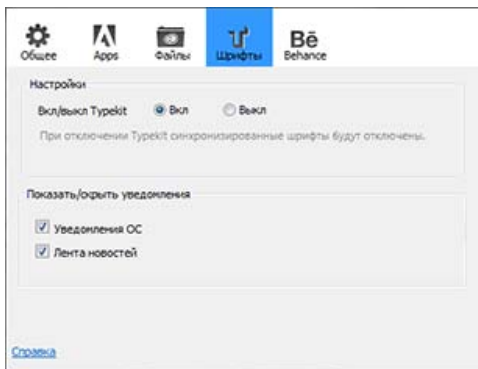 Общее Apps Файлы Шрифты Behance
Bē
Настройки
Вкл/выкл Typekit Вкл Выкл
При отключении Typekit синхронизированные шрифты будут отключены.
Показать/скрыть уведомления
Уведомления ОС
Лента новостей
Справка